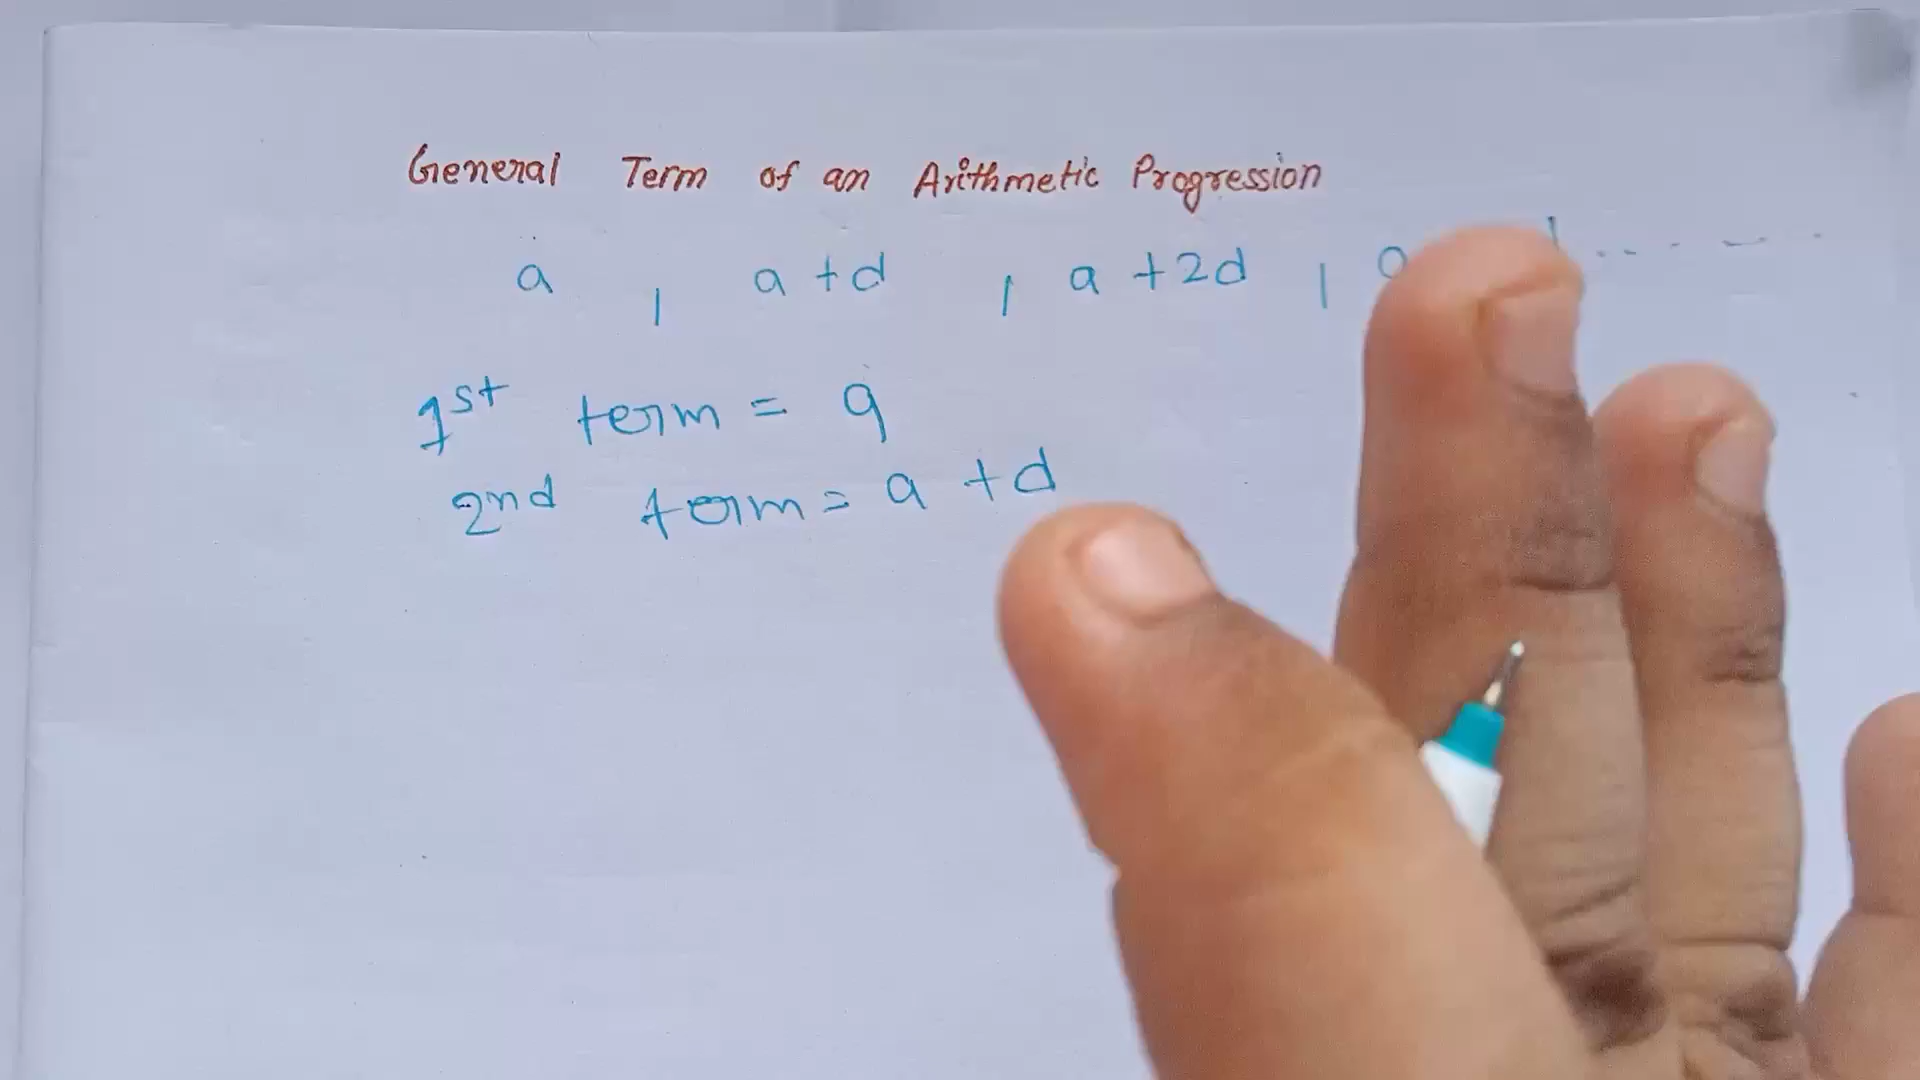 General Term of an Arithmetic Progression
a , a + d , a + 2d , a ......
1st term = a
2nd term = a + d